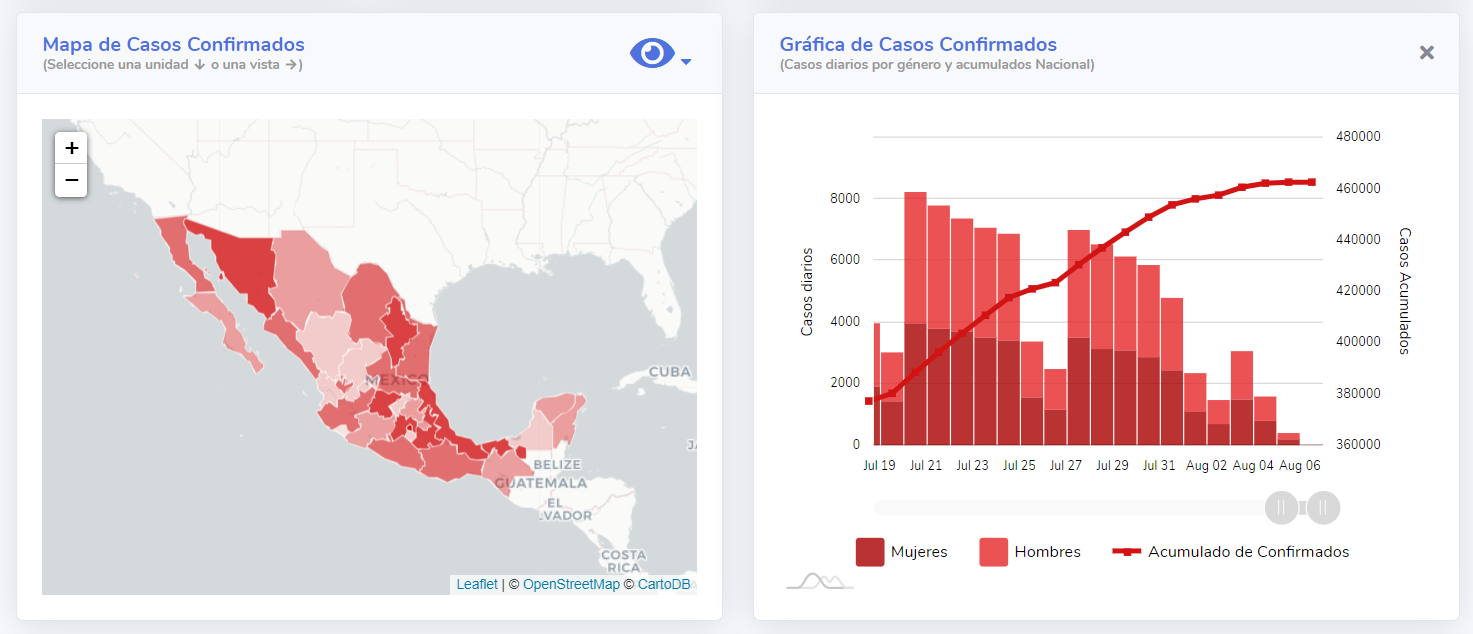 Mapa de Casos Confirmados
(Seleccione una unidad ↓ o una vista →)
+
−
MEXICO
CUBA
BELIZE
GUATEMALA
EL
COSTA
RICA
Leaflet | © OpenStreetMap © CartoDB
Gráfica de Casos Confirmados
(Casos diarios por género y acumulados Nacional)
×
Casos diarios
8000
6000
4000
2000
0
480000
460000
440000
420000
400000
380000
360000
Casos Acumulados
Jul 19 Jul 21 Jul 23 Jul 25 Jul 27 Jul 29 Jul 31 Aug 02 Aug 04 Aug 06
Mujeres Hombres Acumulado de Confirmados